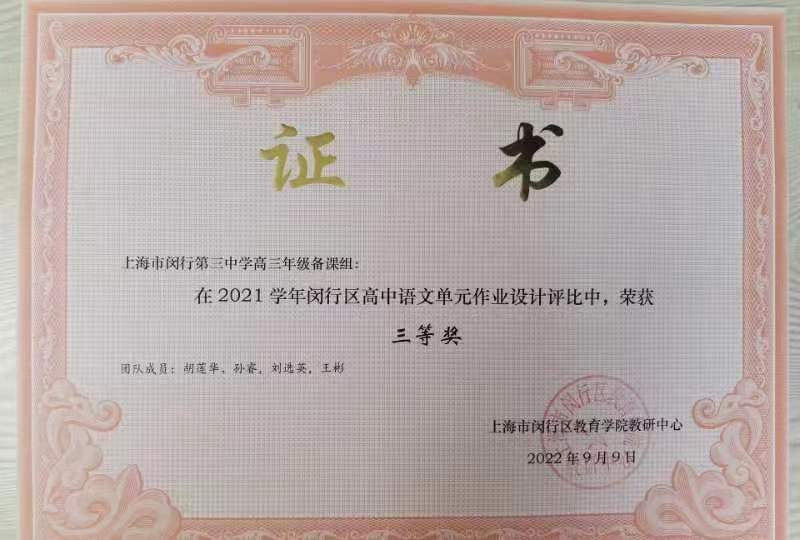 证 书
上海市闵行第三中学高三年级备课组：
在 2021 学年闵行区高中语文单元作业设计评比中，荣获
三等奖
团队成员：胡莲华、孙睿，刘选英，王彬
上海市闵行区教育学院教研中心
2022 年 9 月 9 日